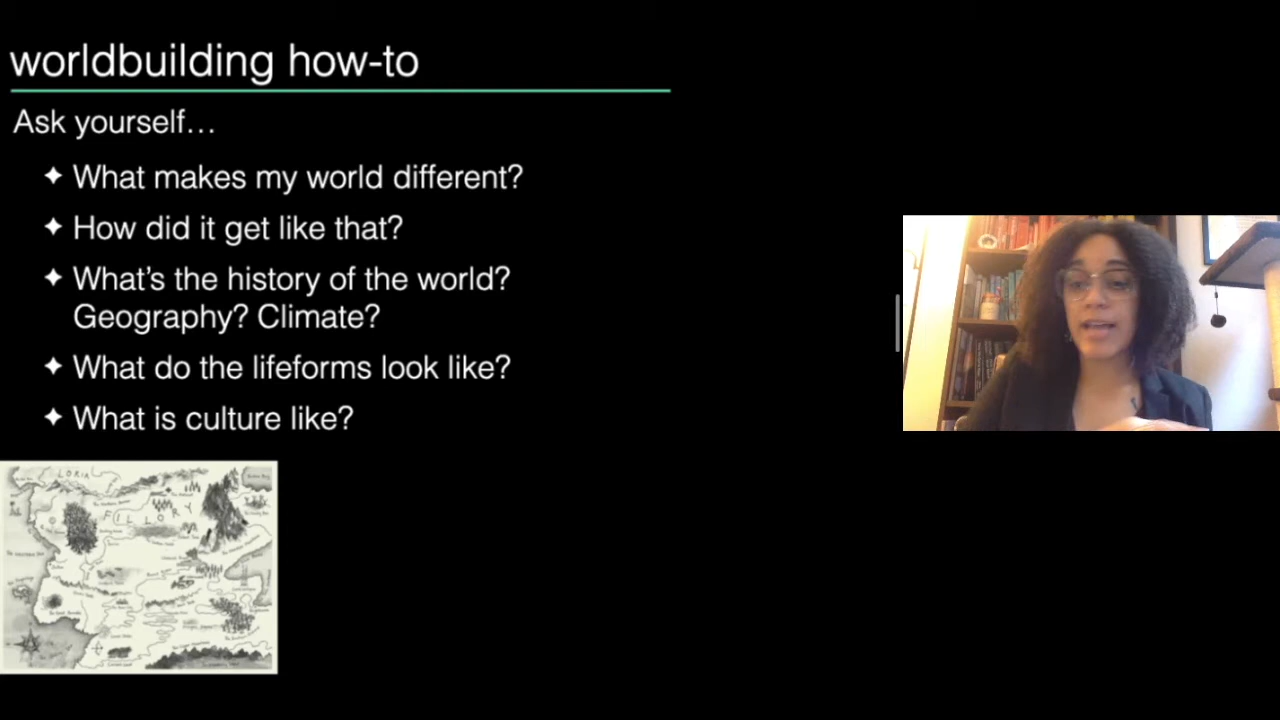 worldbuilding how-to
Ask yourself…
✦ What makes my world different?
✦ How did it get like that?
✦ What’s the history of the world?
Geography? Climate?
✦ What do the lifeforms look like?
✦ What is culture like?
LORIA
FILLORY